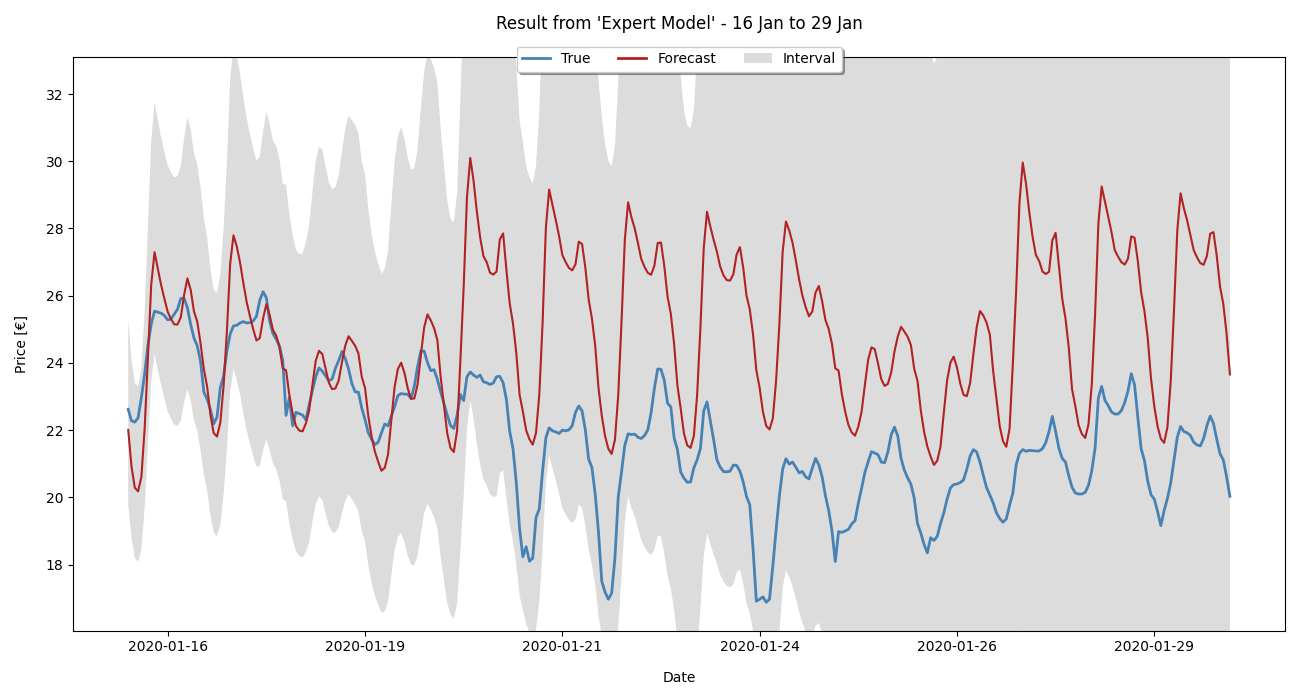 Result from 'Expert Model' - 16 Jan to 29 Jan
True Forecast Interval
Price [€]
32
30
28
26
24
22
20
18
2020-01-16 2020-01-19 2020-01-21 2020-01-24 2020-01-26 2020-01-29
Date